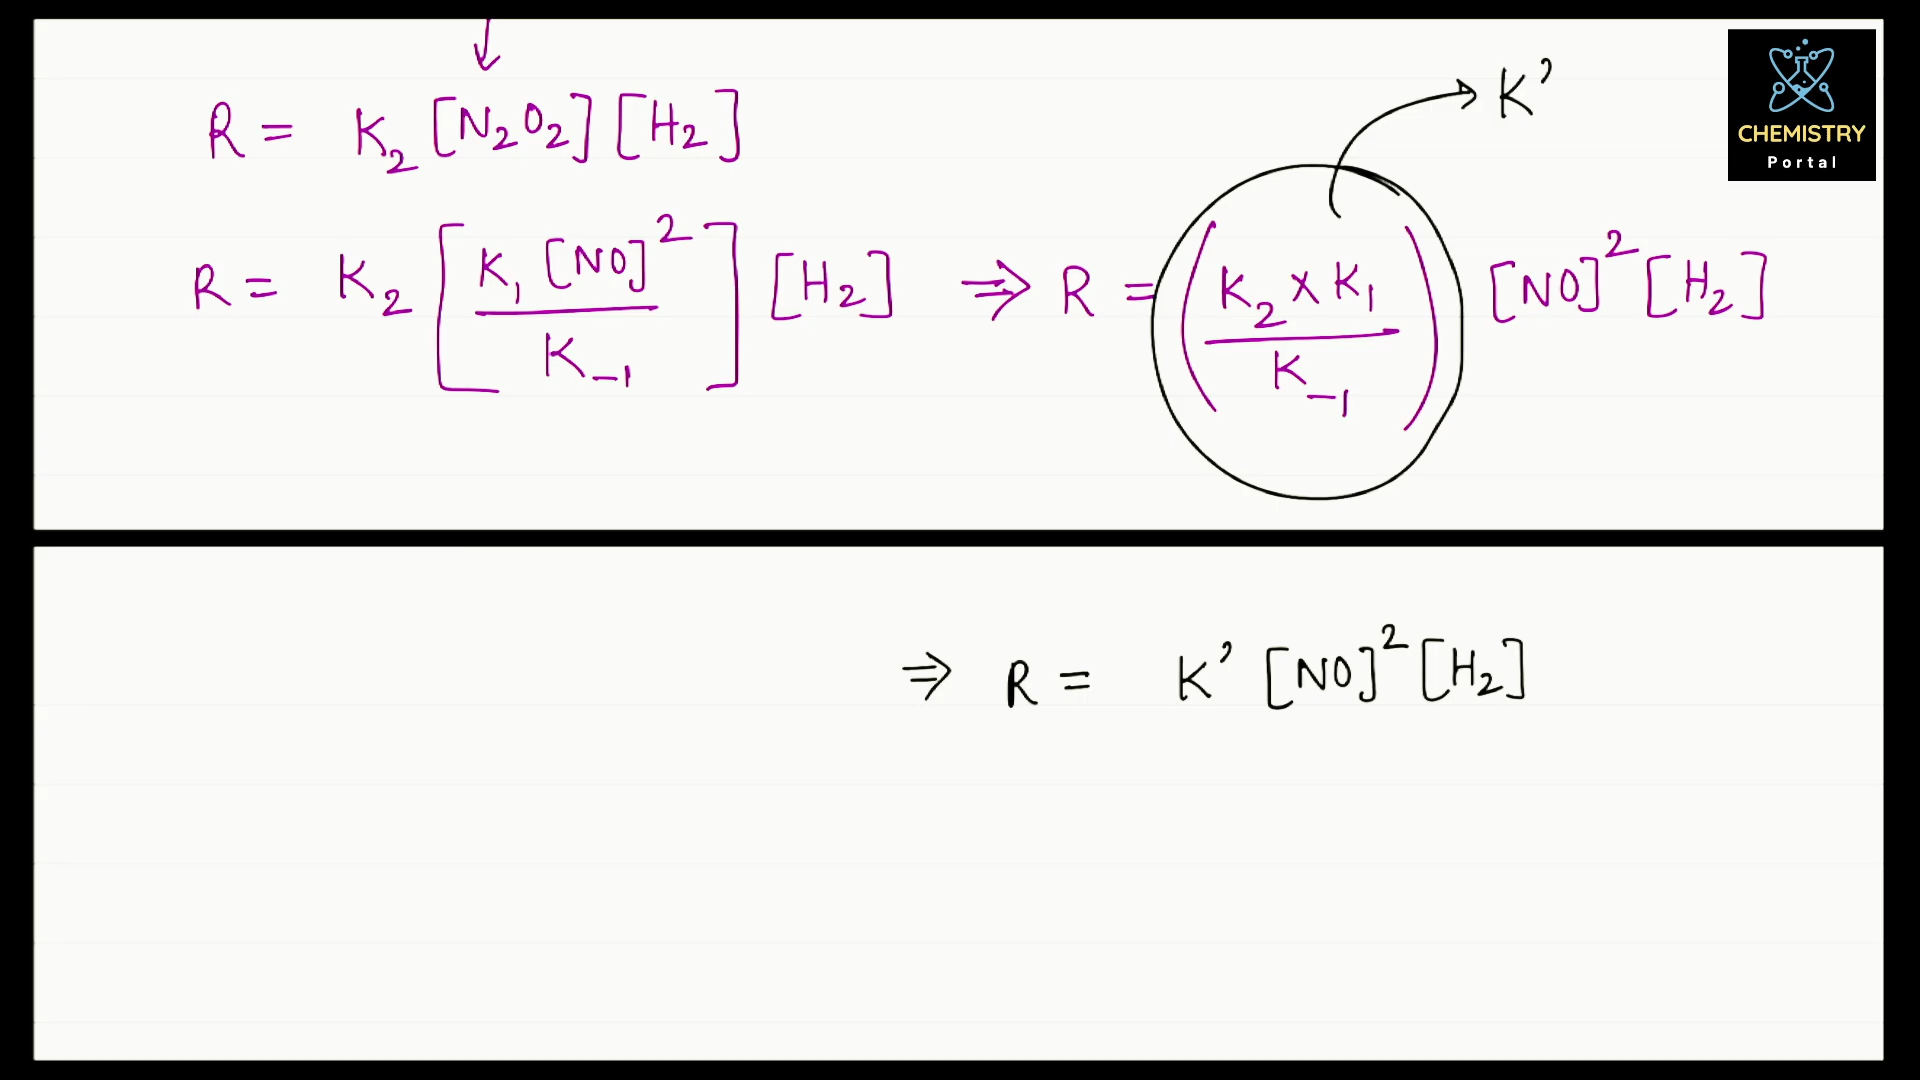 K’
CHEMISTRY
Portal
R = K₂ [N₂O₂] [H₂]
R = K₂ [K₁ [NO]² / K₋₁] [H₂] ⇒ R = (K₂ × K₁ / K₋₁) [NO]² [H₂]
⇒ R = K’ [NO]² [H₂]